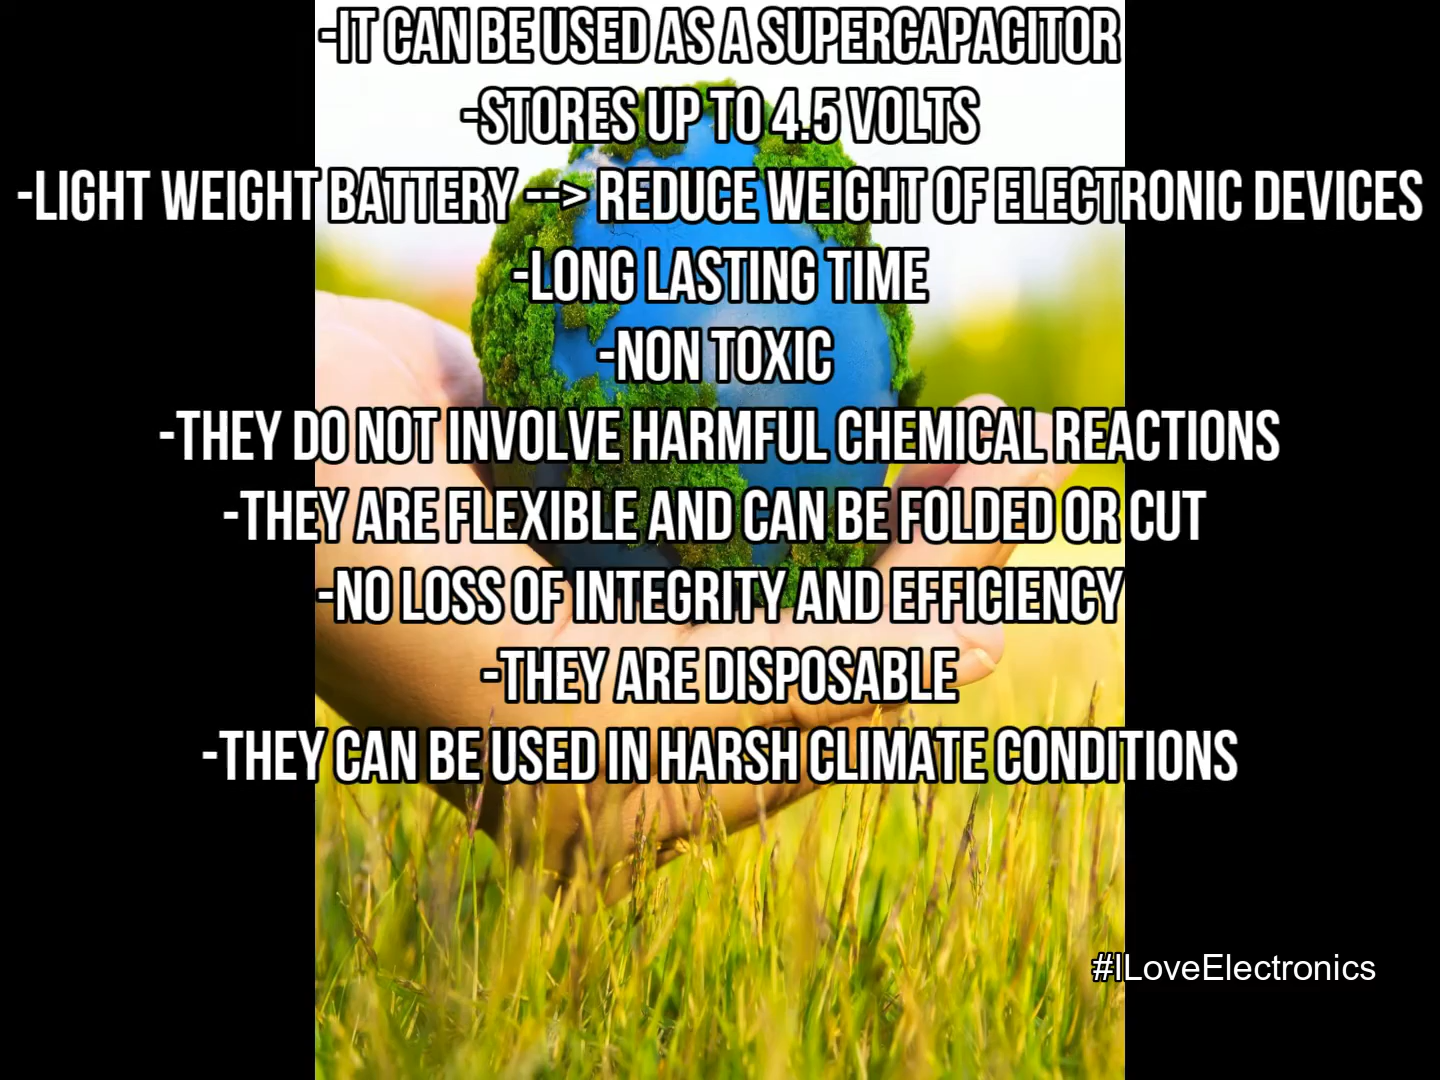 -IT CAN BE USED AS A SUPERCAPACITOR
-STORES UP TO 4.5 VOLTS
-LIGHT WEIGHT BATTERY --> REDUCE WEIGHT OF ELECTRONIC DEVICES
-LONG LASTING TIME
-NON TOXIC
-THEY DO NOT INVOLVE HARMFUL CHEMICAL REACTIONS
-THEY ARE FLEXIBLE AND CAN BE FOLDED OR CUT
-NO LOSS OF INTEGRITY AND EFFICIENCY
-THEY ARE DISPOSABLE
-THEY CAN BE USED IN HARSH CLIMATE CONDITIONS
#ILoveElectronics